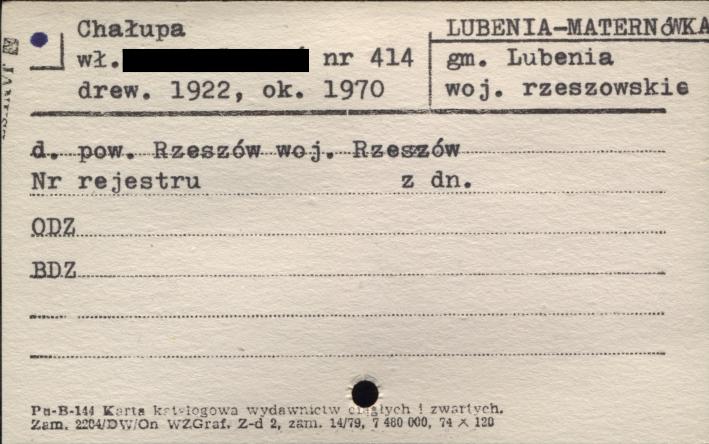 Chałupa
wł. nr 414
drew. 1922, ok. 1970
LUBENIA-MATERNÓWKA
gm. Lubenia
woj. rzeszowskie
d. pow. Rzeszów woj. Rzeszów
Nr rejestru z dn.
ODZ
BDZ
Pu-B-144 Karta katalogowa wydawnictw ciągłych i zwartych.
Zam. 2204/DW/On WZGraf. Z-d 2, zam. 14/79, 7 480 000, 74 × 120